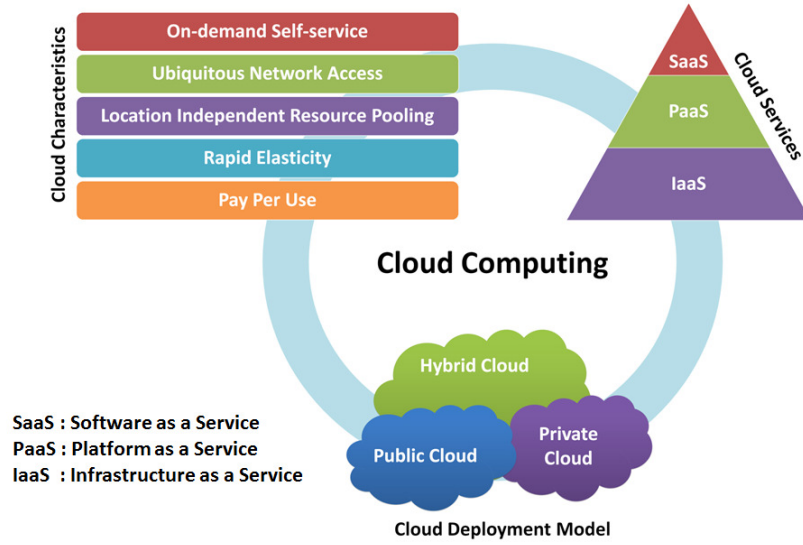 Cloud Characteristics
On-demand Self-service
Ubiquitous Network Access
Location Independent Resource Pooling
Rapid Elasticity
Pay Per Use
SaaS
PaaS
IaaS
Cloud Services
Cloud Computing
Hybrid Cloud
Public Cloud
Private
Cloud
SaaS : Software as a Service
PaaS : Platform as a Service
IaaS : Infrastructure as a Service
Cloud Deployment Model